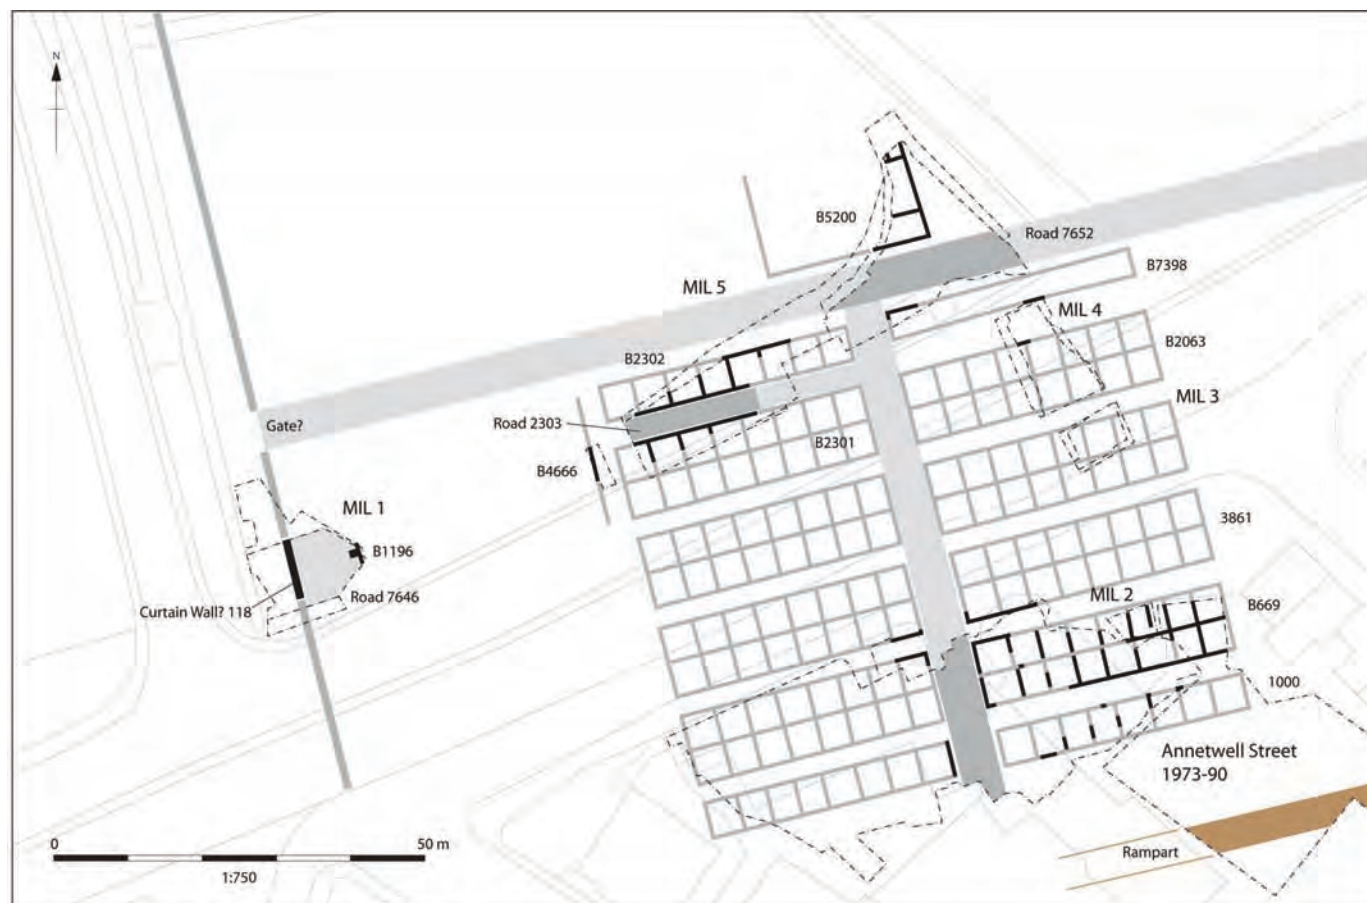 N
B5200
Road 7652
B7398
MIL 5
MIL 4
B2063
B2302
MIL 3
Gate?
Road 2303
B2301
B4666
MIL 1
3861
B1196
Road 7646
Curtain Wall? 118
MIL 2
B669
1000
Annetwell Street
1973-90
Rampart
0 50 m
1:750